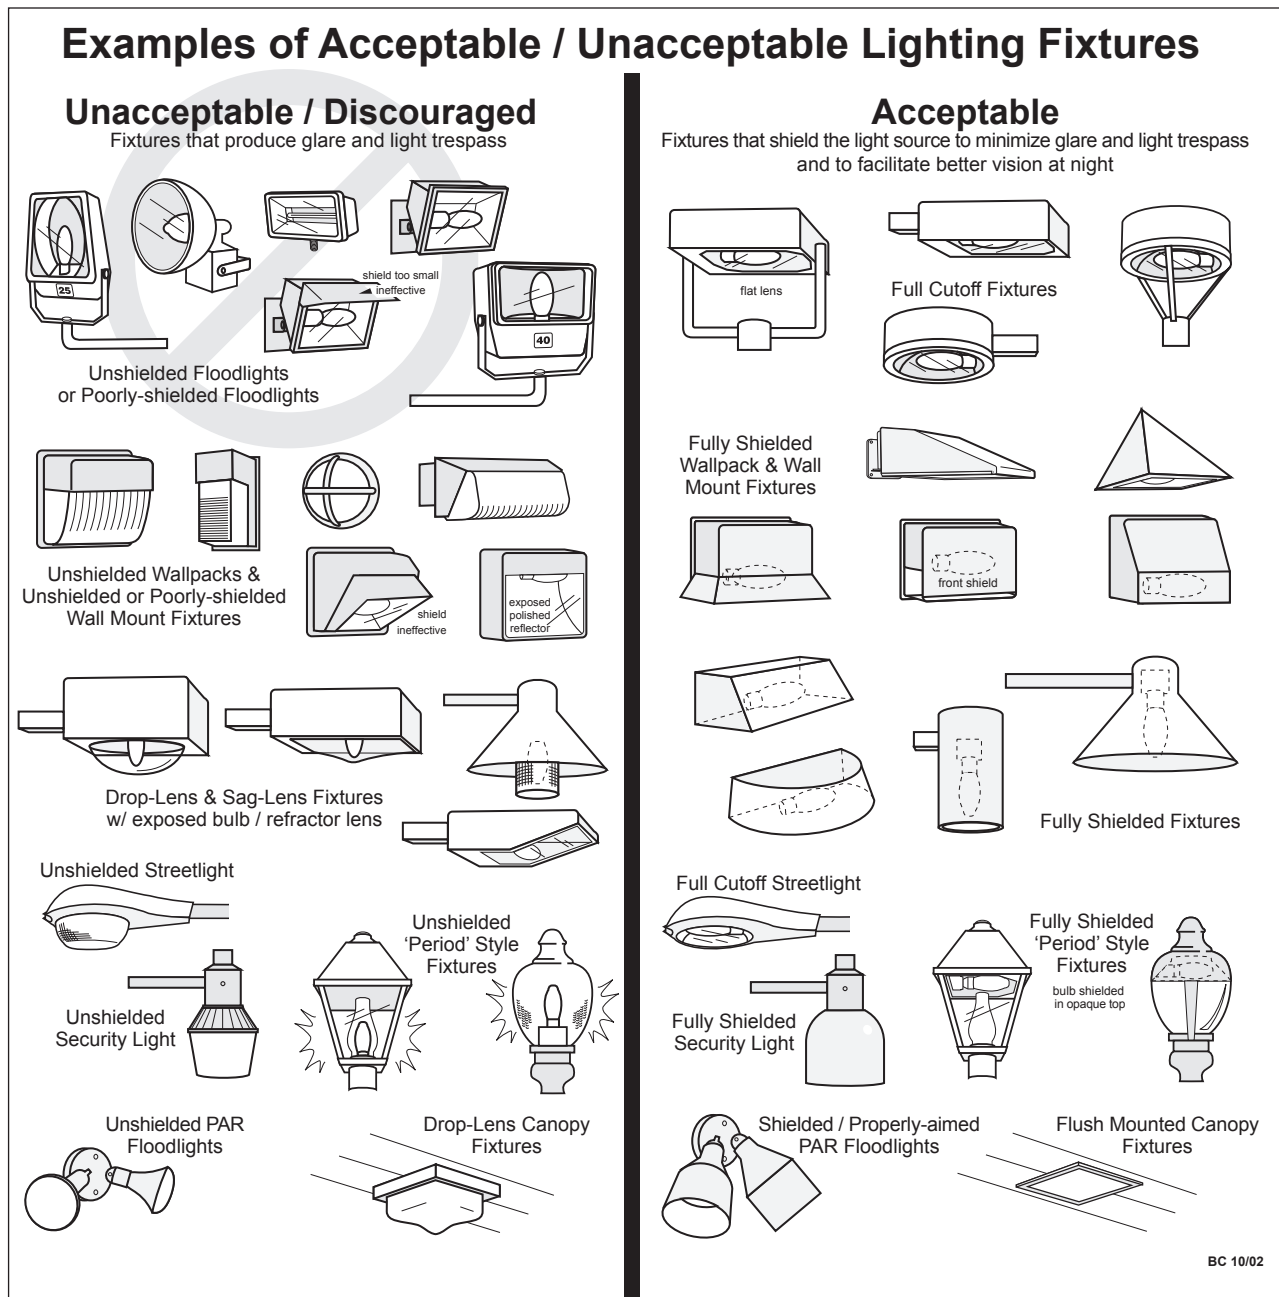 Examples of Acceptable / Unacceptable Lighting Fixtures
Unacceptable / Discouraged
Fixtures that produce glare and light trespass
25
shield too small
ineffective
40
Unshielded Floodlights
or Poorly-shielded Floodlights
Unshielded Wallpacks &
Unshielded or Poorly-shielded
Wall Mount Fixtures
shield
ineffective
exposed
polished
reflector
Drop-Lens & Sag-Lens Fixtures
w/ exposed bulb / refractor lens
Unshielded Streetlight
Unshielded
'Period' Style
Fixtures
Unshielded
Security Light
Unshielded PAR
Floodlights
Drop-Lens Canopy
Fixtures
Acceptable
Fixtures that shield the light source to minimize glare and light trespass
and to facilitate better vision at night
flat lens
Full Cutoff Fixtures
Fully Shielded
Wallpack & Wall
Mount Fixtures
front shield
Fully Shielded Fixtures
Full Cutoff Streetlight
Fully Shielded
'Period' Style
Fixtures
bulb shielded
in opaque top
Fully Shielded
Security Light
Shielded / Properly-aimed
PAR Floodlights
Flush Mounted Canopy
Fixtures
BC 10/02